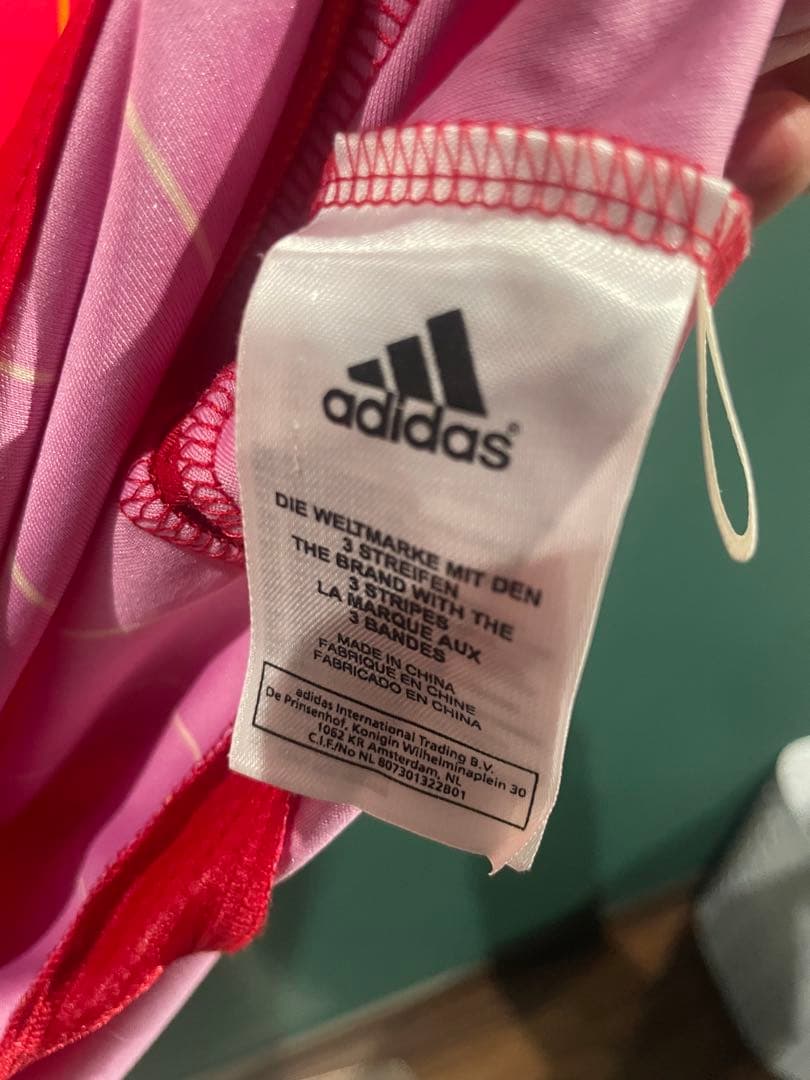 adidas®
DIE WELTMARKE MIT DEN
3 STREIFEN
THE BRAND WITH THE
3 STRIPES
LA MARQUE AUX
3 BANDES
MADE IN CHINA
FABRIQUE EN CHINE
FABRICADO EN CHINA
adidas International Trading B.V.
De Prinsenhof, Konigin Wilhelminaplein 30
1062 KR Amsterdam, NL
C.I.F./No NL 807301322B01